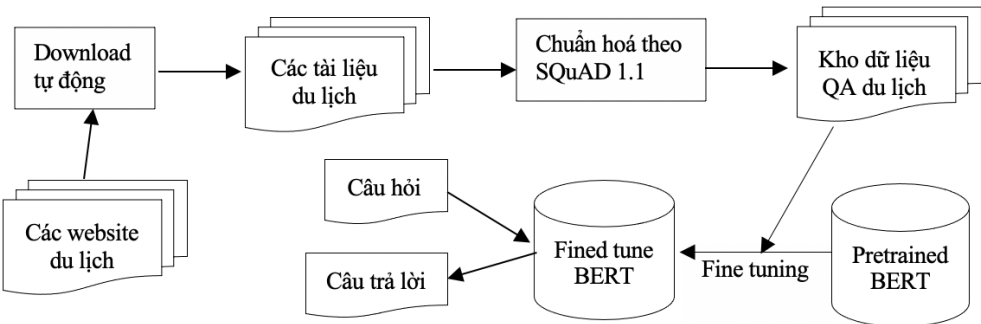 Download
tự động
Các tài liệu
du lịch
Chuẩn hoá theo
SQuAD 1.1
Kho dữ liệu
QA du lịch
Các website
du lịch
Câu hỏi
Câu trả lời
Fined tune
BERT
Fine tuning
Pretrained
BERT